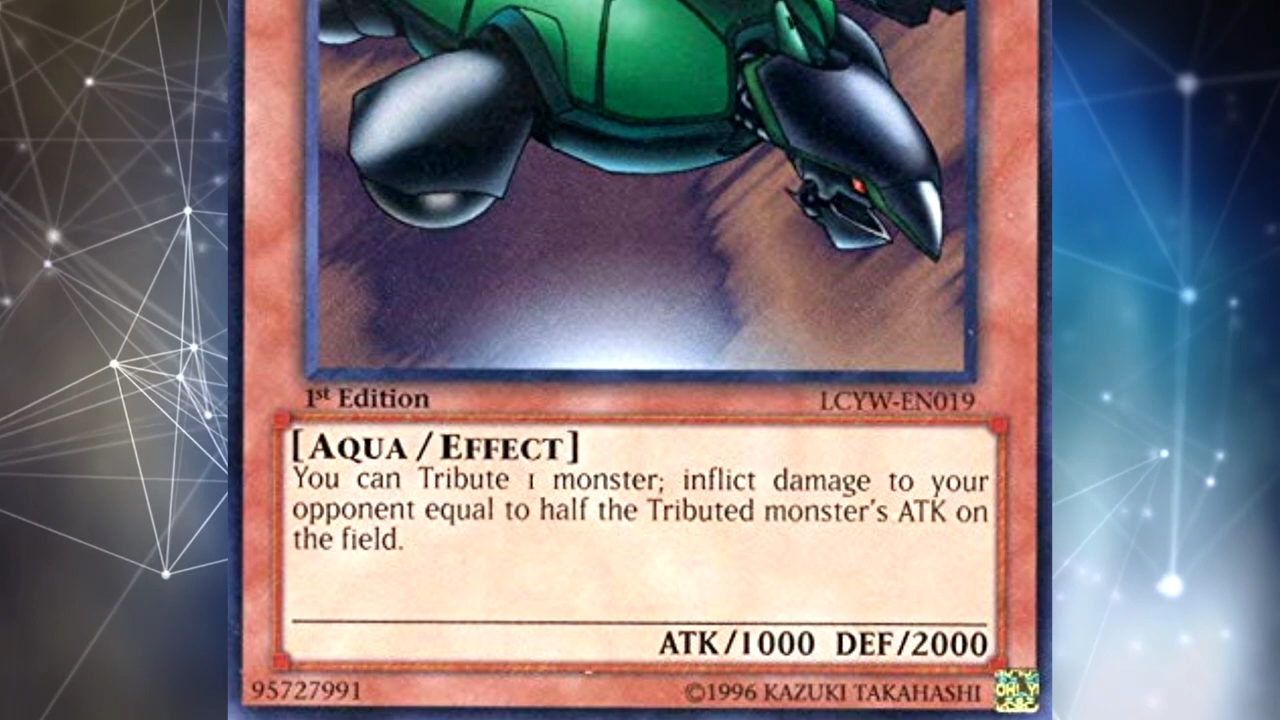 1st Edition LCYW-EN019
[AQUA / EFFECT]
You can Tribute 1 monster; inflict damage to your
opponent equal to half the Tributed monster's ATK on
the field.
ATK/1000 DEF/2000
95727991 ©1996 KAZUKI TAKAHASHI